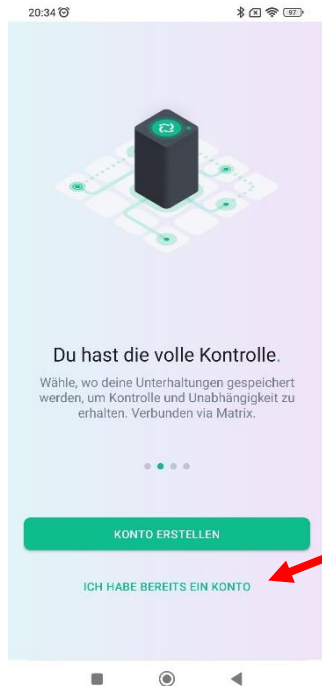 20:34
97
Du hast die volle Kontrolle.
Wähle, wo deine Unterhaltungen gespeichert
werden, um Kontrolle und Unabhängigkeit zu
erhalten. Verbunden via Matrix.
KONTO ERSTELLEN
ICH HABE BEREITS EIN KONTO